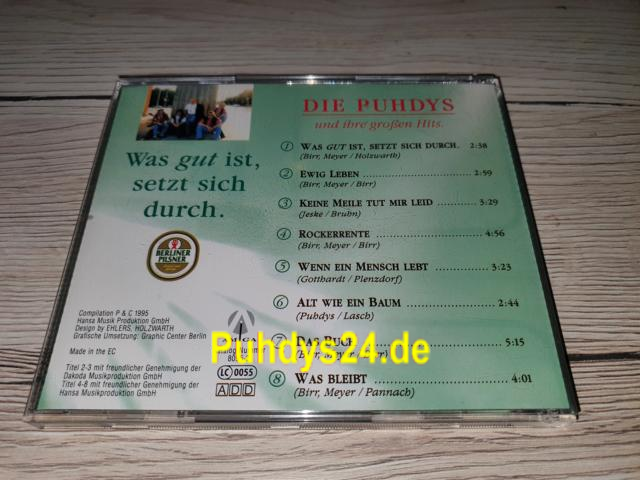 DIE PUHDYS
und ihre großen Hits.
Was gut ist,
setzt sich
durch.
BERLINER
PILSNER
① WAS GUT IST, SETZT SICH DURCH. 2:38
(Birr, Meyer / Holzwarth)
② EWIG LEBEN 2:59
(Birr, Meyer / Birr)
③ KEINE MEILE TUT MIR LEID 3:29
(Jeske / Bruhn)
④ ROCKERRENTE 4:56
(Birr, Meyer / Birr)
⑤ WENN EIN MENSCH LEBT 3:23
(Gotthardt / Plenzdorf)
⑥ ALT WIE EIN BAUM 2:44
(Puhdys / Lasch)
DAS BUCH 5:15
⑧ WAS BLEIBT 4:01
(Birr, Meyer / Pannach)
Compilation P & C 1995
Hansa Musik Produktion GmbH
Design by EHLERS, HOLZWARTH
Grafische Umsetzung: Graphic Center Berlin
Made in the EC
Titel 2-3 mit freundlicher Genehmigung der
Dakoda Musikproduktion GmbH
Titel 4-8 mit freundlicher Genehmigung der
Hansa Musikproduktion GmbH
LC 0055
ADD
Puhdys24.de